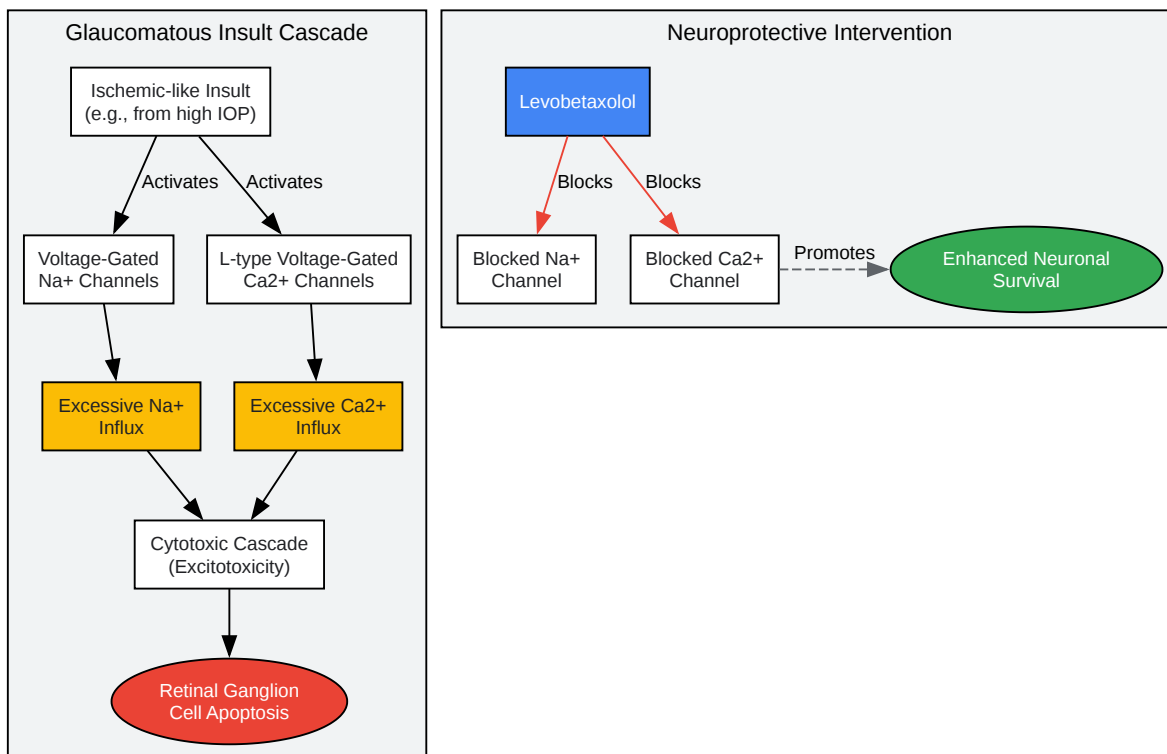 Glaucomatous Insult Cascade
Ischemic-like Insult
(e.g., from high IOP)
Activates
Activates
Voltage-Gated
Na+ Channels
L-type Voltage-Gated
Ca2+ Channels
Excessive Na+
Influx
Excessive Ca2+
Influx
Cytotoxic Cascade
(Excitotoxicity)
Retinal Ganglion
Cell Apoptosis
Neuroprotective Intervention
Levobetaxolol
Blocks
Blocks
Blocked Na+
Channel
Blocked Ca2+
Channel
Promotes
Enhanced Neuronal
Survival